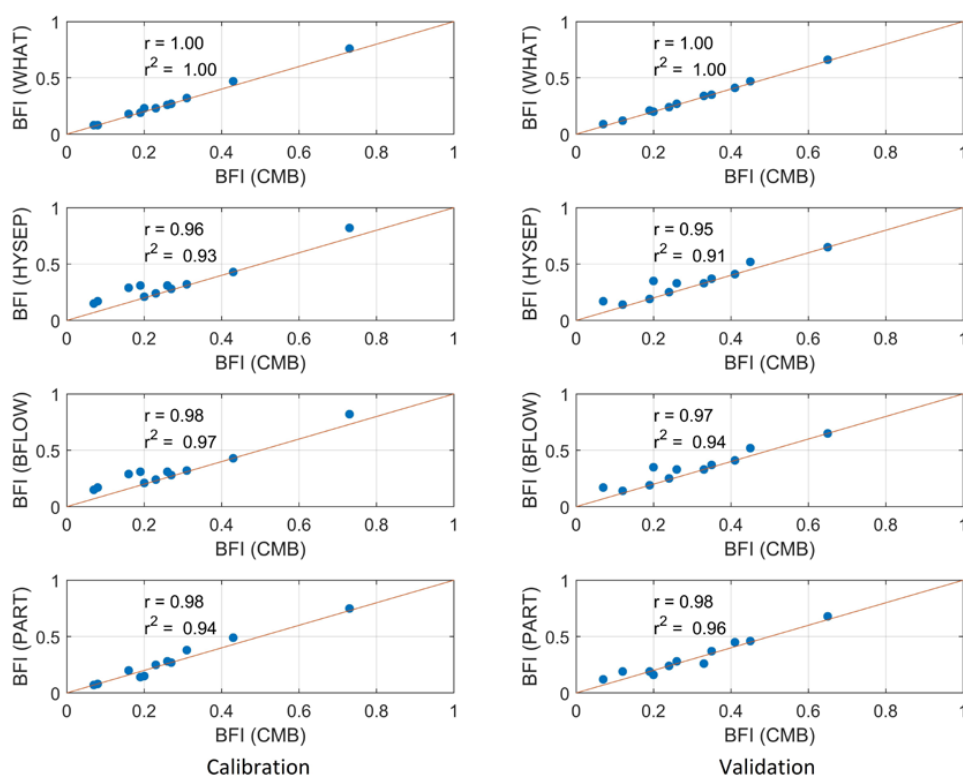 BFI (WHAT)
1
0.5
0
r = 1.00
r² = 1.00
0 0.2 0.4 0.6 0.8 1
BFI (CMB)
BFI (WHAT)
1
0.5
0
r = 1.00
r² = 1.00
0 0.2 0.4 0.6 0.8 1
BFI (CMB)
BFI (HYSEP)
1
0.5
0
r = 0.96
r² = 0.93
0 0.2 0.4 0.6 0.8 1
BFI (CMB)
BFI (HYSEP)
1
0.5
0
r = 0.95
r² = 0.91
0 0.2 0.4 0.6 0.8 1
BFI (CMB)
BFI (BFLOW)
1
0.5
0
r = 0.98
r² = 0.97
0 0.2 0.4 0.6 0.8 1
BFI (CMB)
BFI (BFLOW)
1
0.5
0
r = 0.97
r² = 0.94
0 0.2 0.4 0.6 0.8 1
BFI (CMB)
BFI (PART)
1
0.5
0
r = 0.98
r² = 0.94
0 0.2 0.4 0.6 0.8 1
BFI (CMB)
BFI (PART)
1
0.5
0
r = 0.98
r² = 0.96
0 0.2 0.4 0.6 0.8 1
BFI (CMB)
Calibration
Validation